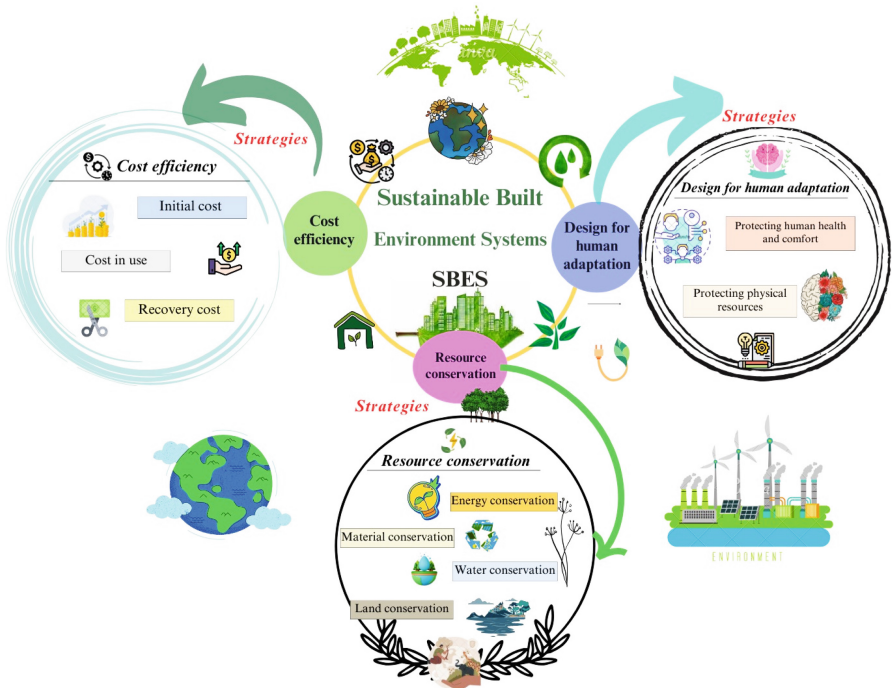 Canva
Strategies
Cost efficiency
Initial cost
Cost in use
Recovery cost
Cost
efficiency
Sustainable Built
Environment Systems
SBES
Design for
human
adaptation
Resource
conservation
Strategies
Design for human adaptation
Protecting human health
and comfort
Protecting physical
resources
Strategies
Resource conservation
Energy conservation
Material conservation
Water conservation
Land conservation
ENVIRONMENT